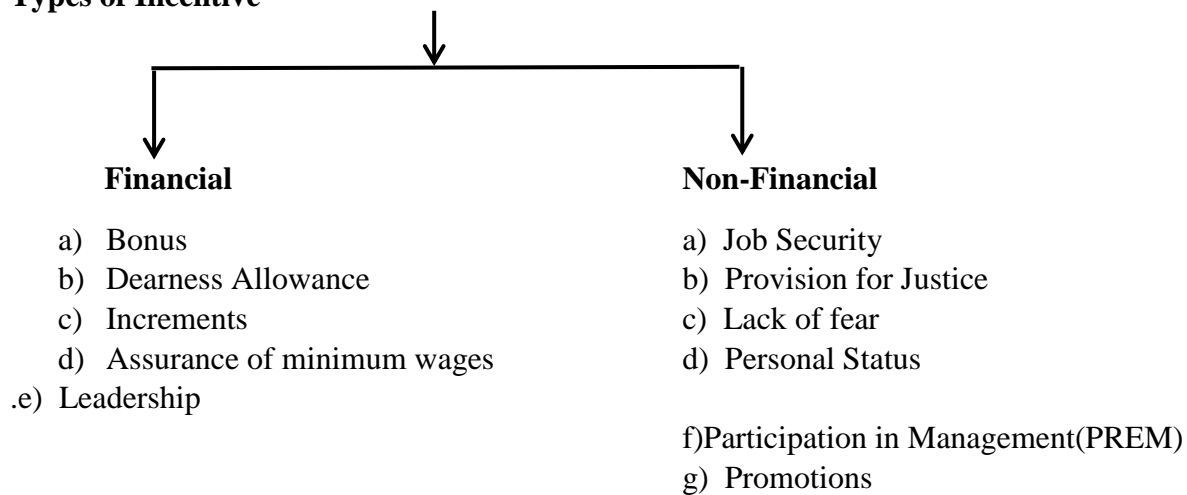 Types of Incentive
Financial
a) Bonus
b) Dearness Allowance
c) Increments
d) Assurance of minimum wages
.e) Leadership
Non-Financial
a) Job Security
b) Provision for Justice
c) Lack of fear
d) Personal Status
f)Participation in Management(PREM)
g) Promotions